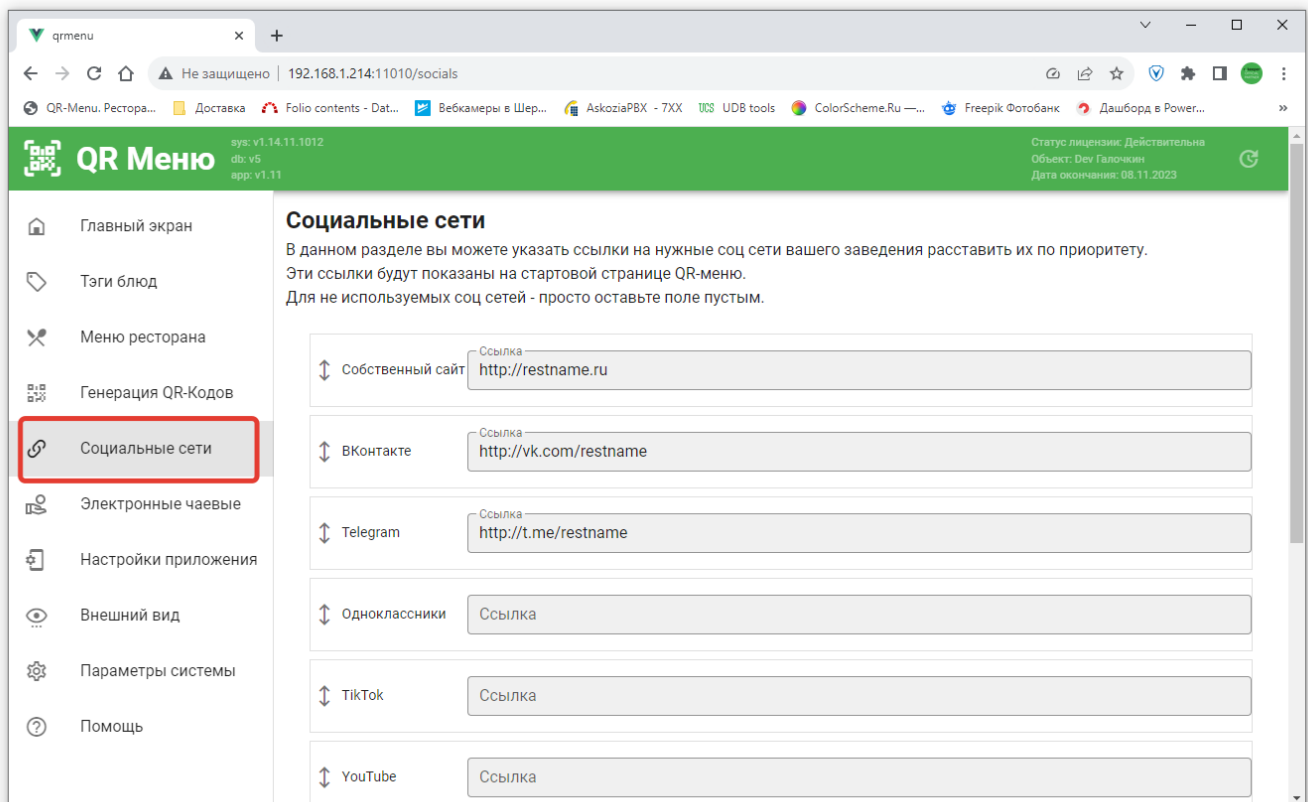 qrmenu
Не защищено | 192.168.1.214:11010/socials
QR-Menu. Рестора... Доставка Folio contents - Dat... Вебкамеры в Шер... AskoziaPBX - 7XX UCS UDB tools ColorScheme.Ru —... Freepik Фотобанк Дашборд в Power... »
QR Меню
sys: v1.14.11.1012
db: v5
app: v1.11
Статус лицензии: Действительна
Объект: Dev Галочкин
Дата окончания: 08.11.2023
Главный экран
Тэги блюд
Меню ресторана
Генерация QR-Кодов
Социальные сети
Электронные чаевые
Настройки приложения
Внешний вид
Параметры системы
Помощь
Социальные сети
В данном разделе вы можете указать ссылки на нужные соц сети вашего заведения расставить их по приоритету.
Эти ссылки будут показаны на стартовой странице QR-меню.
Для не используемых соц сетей - просто оставьте поле пустым.
Ссылка
Собственный сайт http://restname.ru
Ссылка
ВКонтакте http://vk.com/restname
Ссылка
Telegram http://t.me/restname
Одноклассники Ссылка
TikTok Ссылка
YouTube Ссылка